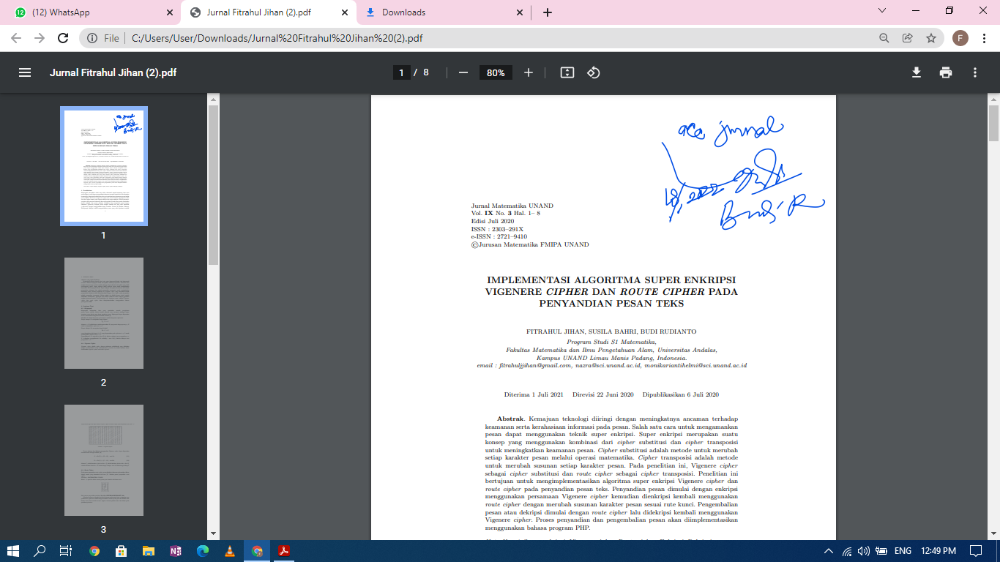 (12) WhatsApp
Jurnal Fitrahul Jihan (2).pdf
Downloads
File
C:/Users/User/Downloads/Jurnal%20Fitrahul%20Jihan%20(2).pdf
F
Jurnal Fitrahul Jihan (2).pdf
1 / 8
80%
1
2
3
acc jurnal
Budi R
Jurnal Matematika UNAND
Vol. IX No. 3 Hal. 1– 8
Edisi Juli 2020
ISSN : 2303–291X
e-ISSN : 2721–9410
©Jurusan Matematika FMIPA UNAND
IMPLEMENTASI ALGORITMA SUPER ENKRIPSI
VIGENERE CIPHER DAN ROUTE CIPHER PADA
PENYANDIAN PESAN TEKS
FITRAHUL JIHAN, SUSILA BAHRI, BUDI RUDIANTO
Program Studi S1 Matematika,
Fakultas Matematika dan Ilmu Pengetahuan Alam, Universitas Andalas,
Kampus UNAND Limau Manis Padang, Indonesia.
email : fitrahuljjihan@gmail.com, nazra@sci.unand.ac.id, monikariantihelmi@sci.unand.ac.id
Diterima 1 Juli 2021 Direvisi 22 Juni 2020 Dipublikasikan 6 Juli 2020
Abstrak. Kemajuan teknologi diiringi dengan meningkatnya ancaman terhadap
keamanan serta kerahasiaan informasi pada pesan. Salah satu cara untuk mengamankan
pesan dapat menggunakan teknik super enkripsi. Super enkripsi merupakan suatu
konsep yang menggunakan kombinasi dari cipher substitusi dan cipher transposisi
untuk meningkatkan keamanan pesan. Cipher substitusi adalah metode untuk merubah
setiap karakter pesan melalui operasi matematika. Cipher transposisi adalah metode
untuk merubah susunan setiap karakter pesan. Pada penelitian ini, Vigenere cipher
sebagai cipher substitusi dan route cipher sebagai cipher transposisi. Penelitian ini
bertujuan untuk mengimplementasikan algoritma super enkripsi Vigenere cipher dan
route cipher pada penyandian pesan teks. Penyandian pesan dimulai dengan enkripsi
menggunakan persamaan Vigenere cipher kemudian dienkripsi kembali menggunakan
route cipher dengan merubah susunan karakter pesan sesuai rute kunci. Pengembalian
pesan atau dekripsi dimulai dengan route cipher lalu didekripsi kembali menggunakan
Vigenere cipher. Proses penyandian dan pengembalian pesan akan diimplementasikan
menggunakan bahasa program PHP.
ENG
12:49 PM